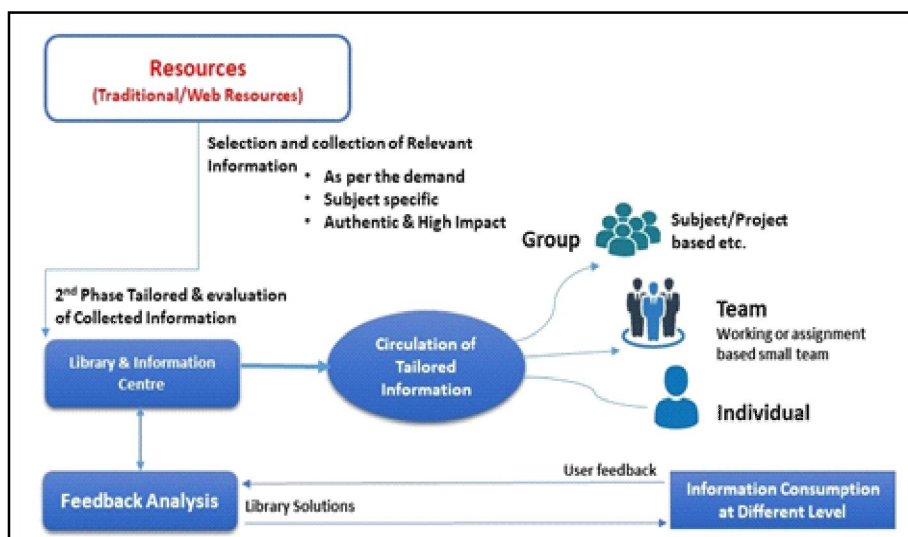 Resources
(Traditional/Web Resources)
Selection and collection of Relevant
Information
• As per the demand
• Subject specific
• Authentic & High Impact
Group
Subject/Project
based etc.
2nd Phase Tailored & evaluation
of Collected Information
Team
Working or assignment
based small team
Library & Information
Centre
Circulation of
Tailored
Information
Individual
Feedback Analysis
User feedback
Library Solutions
Information Consumption
at Different Level